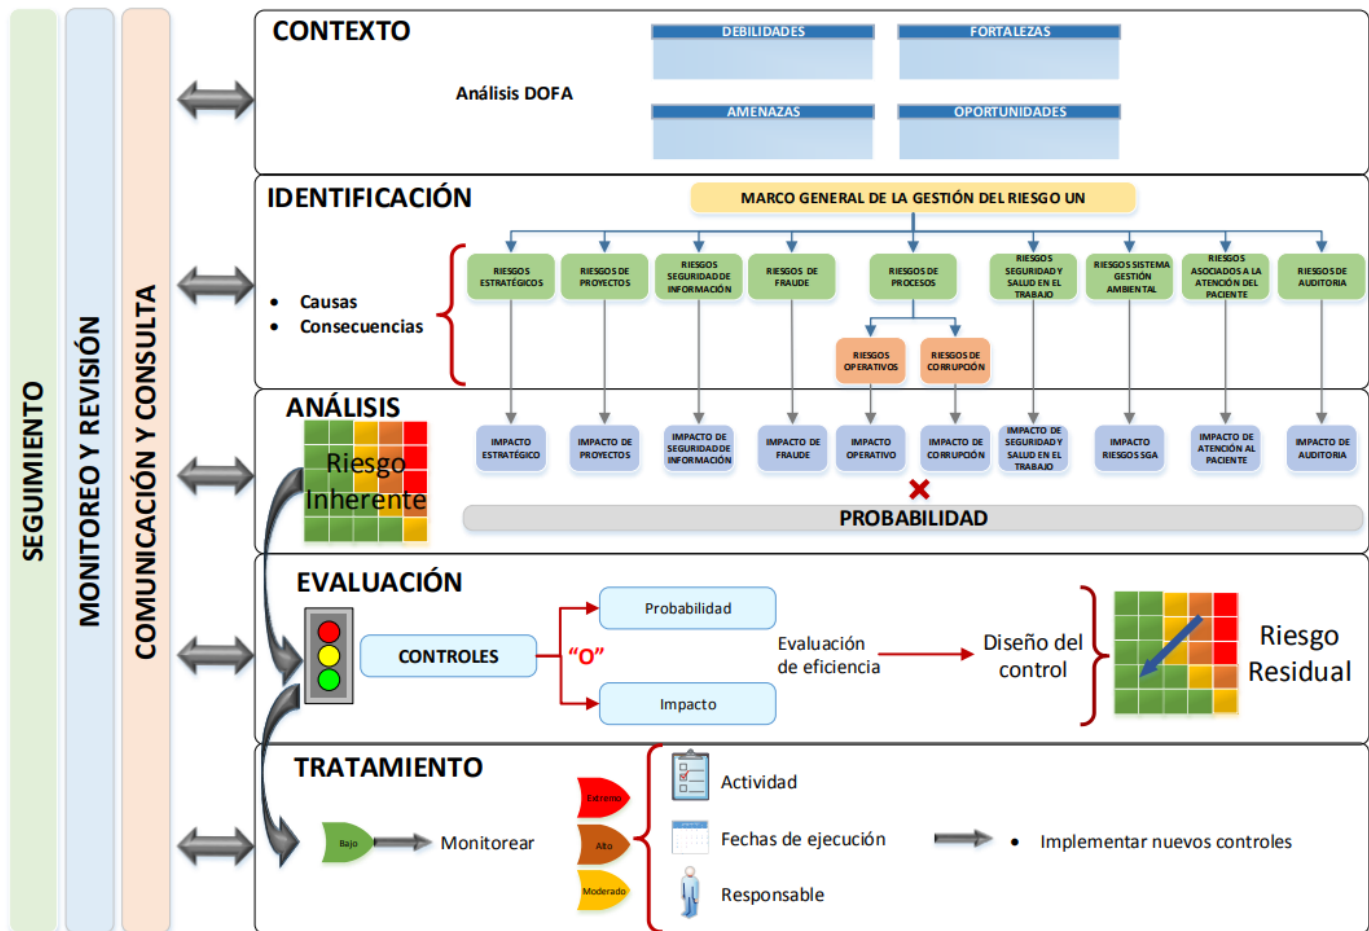 SEGUIMIENTO
MONITOREO Y REVISIÓN
COMUNICACIÓN Y CONSULTA
CONTEXTO
Análisis DOFA
DEBILIDADES
FORTALEZAS
AMENAZAS
OPORTUNIDADES
IDENTIFICACIÓN
MARCO GENERAL DE LA GESTIÓN DEL RIESGO UN
• Causas
• Consecuencias
RIESGOS
ESTRATÉGICOS
RIESGOS DE
PROYECTOS
RIESGOS
SEGURIDAD DE
INFORMACIÓN
RIESGOS DE
FRAUDE
RIESGOS DE
PROCESOS
RIESGOS
SEGURIDAD Y
SALUD EN EL
TRABAJO
RIESGOS SISTEMA
GESTIÓN
AMBIENTAL
RIESGOS
ASOCIADOS A LA
ATENCIÓN DEL
PACIENTE
RIESGOS DE
AUDITORIA
RIESGOS
OPERATIVOS
RIESGOS DE
CORRUPCIÓN
ANÁLISIS
Riesgo
Inherente
IMPACTO
ESTRATÉGICO
IMPACTO DE
PROYECTOS
IMPACTO DE
SEGURIDAD DE
INFORMACIÓN
IMPACTO DE
FRAUDE
IMPACTO
OPERATIVO
IMPACTO DE
CORRUPCIÓN
IMPACTO DE
SEGURIDAD Y
SALUD EN EL
TRABAJO
IMPACTO
RIESGOS SGA
IMPACTO DE
ATENCIÓN AL
PACIENTE
IMPACTO DE
AUDITORIA
PROBABILIDAD
EVALUACIÓN
CONTROLES
"O"
Probabilidad
Impacto
Evaluación
de eficiencia
Diseño del
control
Riesgo
Residual
TRATAMIENTO
Bajo
Monitorear
Extremo
Alto
Moderado
Actividad
Fechas de ejecución
Responsable
• Implementar nuevos controles